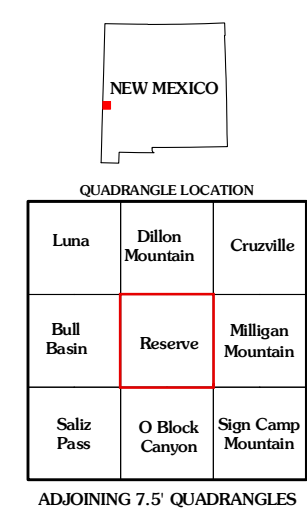 NEW MEXICO
QUADRANGLE LOCATION
Luna
Dillon
Mountain
Cruzville
Bull
Basin
Reserve
Milligan
Mountain
Saliz
Pass
O Block
Canyon
Sign Camp
Mountain
ADJOINING 7.5' QUADRANGLES